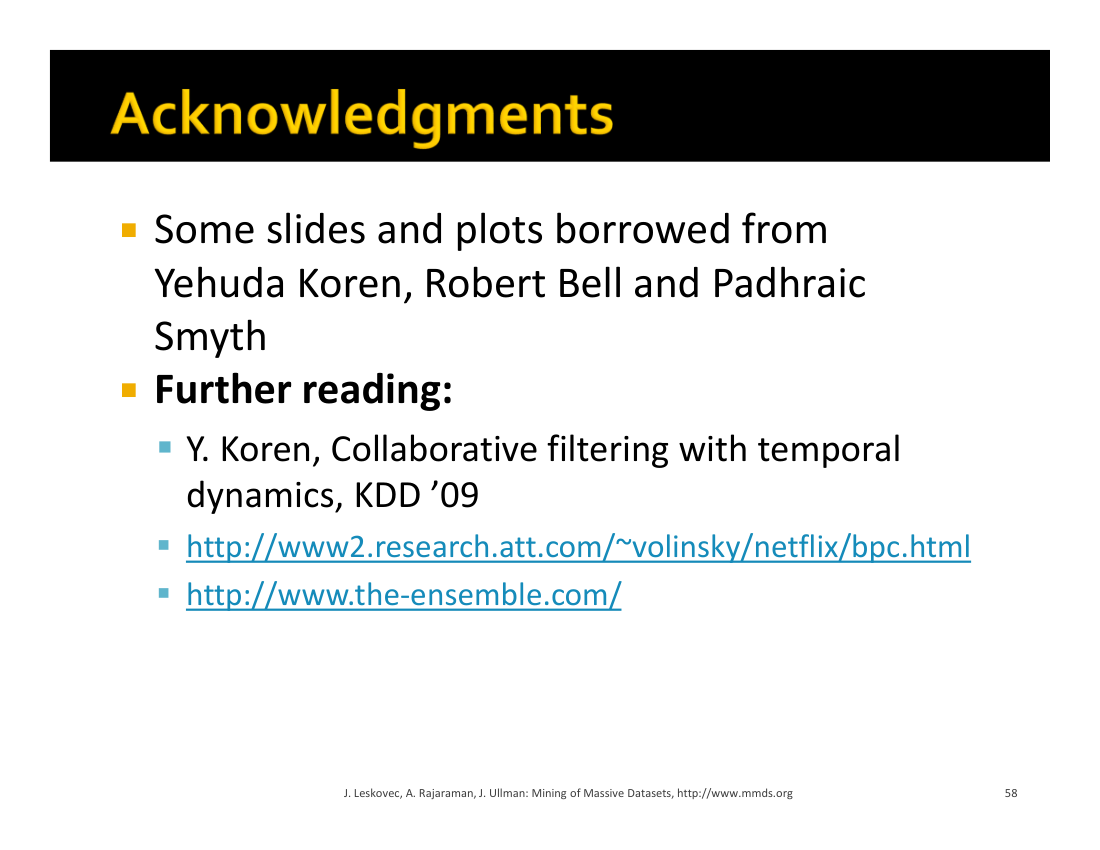 Acknowledgments
Some slides and plots borrowed from
Yehuda Koren, Robert Bell and Padhraic
Smyth
Further reading:
Y. Koren, Collaborative filtering with temporal
dynamics, KDD ’09
http://www2.research.att.com/~volinsky/netflix/bpc.html
http://www.the-ensemble.com/
J. Leskovec, A. Rajaraman, J. Ullman: Mining of Massive Datasets, http://www.mmds.org
58